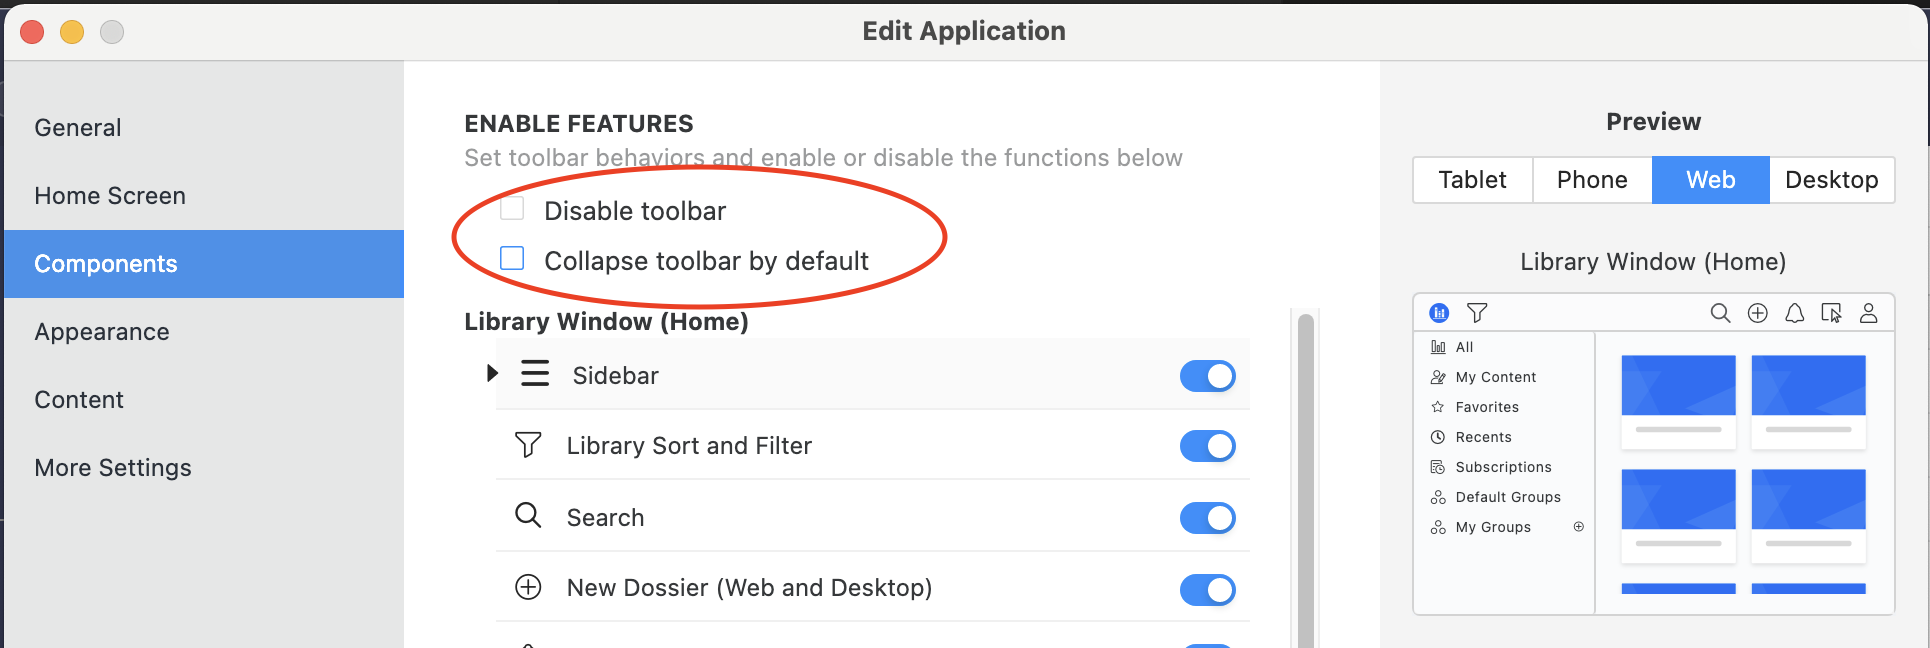 Edit Application
General
Home Screen
Components
Appearance
Content
More Settings
ENABLE FEATURES
Set toolbar behaviors and enable or disable the functions below
Disable toolbar
Collapse toolbar by default
Library Window (Home)
Sidebar
Library Sort and Filter
Search
New Dossier (Web and Desktop)
Preview
Tablet Phone Web Desktop
Library Window (Home)
All
My Content
Favorites
Recents
Subscriptions
Default Groups
My Groups